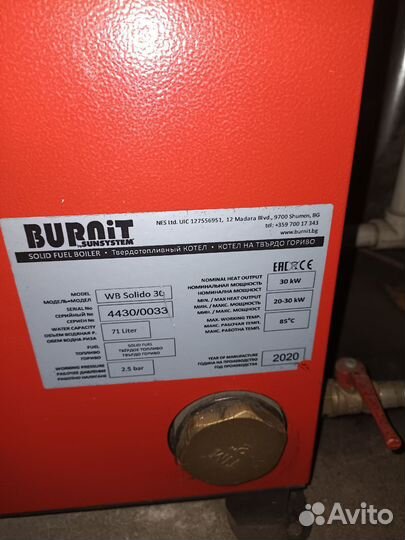 BURNiT
by SUNSYSTEM
NES Ltd. UIC 127556951, 12 Madara Blvd., 9700 Shumen, BG
tel: +359 700 17 343
www.burnit.bg
SOLID FUEL BOILER • Твердотопливный КОТЕЛ • КОТЕЛ НА ТВЪРДО ГОРИВО
EAC CE
MODEL
МОДЕЛЬ•МОДЕЛ
WB Solido 30
SERIAL No
СЕРИЙНЫЙ №
СЕРИЕН №
4430/0033
WATER CAPACITY
ОБЪЕМ ВОДЯНАЯ Р.
ОБЕМ ВОДНА РИЗА
71 Liter
FUEL
ТОПЛИВО
ГОРИВО
SOLID FUEL
ТВЕРДОЕ ТОПЛИВО
ТВЪРДО ГОРИВО
WORKING PRESSURE
РАБОЧЕЕ ДАВЛЕНИЕ
РАБОТНО НАЛЯГАНЕ
2.5 bar
NOMINAL HEAT OUTPUT
НОМИНАЛЬНАЯ МОЩНОСТЬ
НОМИНАЛНА МОЩНОСТ
30 kW
MIN. / MAX HEAT OUTPUT
МИН. / МАКС. МОЩНОСТЬ
МИН. / МАКС. МОЩНОСТ
20-30 kW
MAX. WORKING TEMP.
МАКС. РАБОЧАЯ ТЕМП.
МАКС. РАБОТНА ТЕМП.
85°C
YEAR OF MANUFACTURE
ГОДИНА НА ПРОИЗВОДСТВО
ГОД ПРОИЗВОДСТВО
2020
Avito